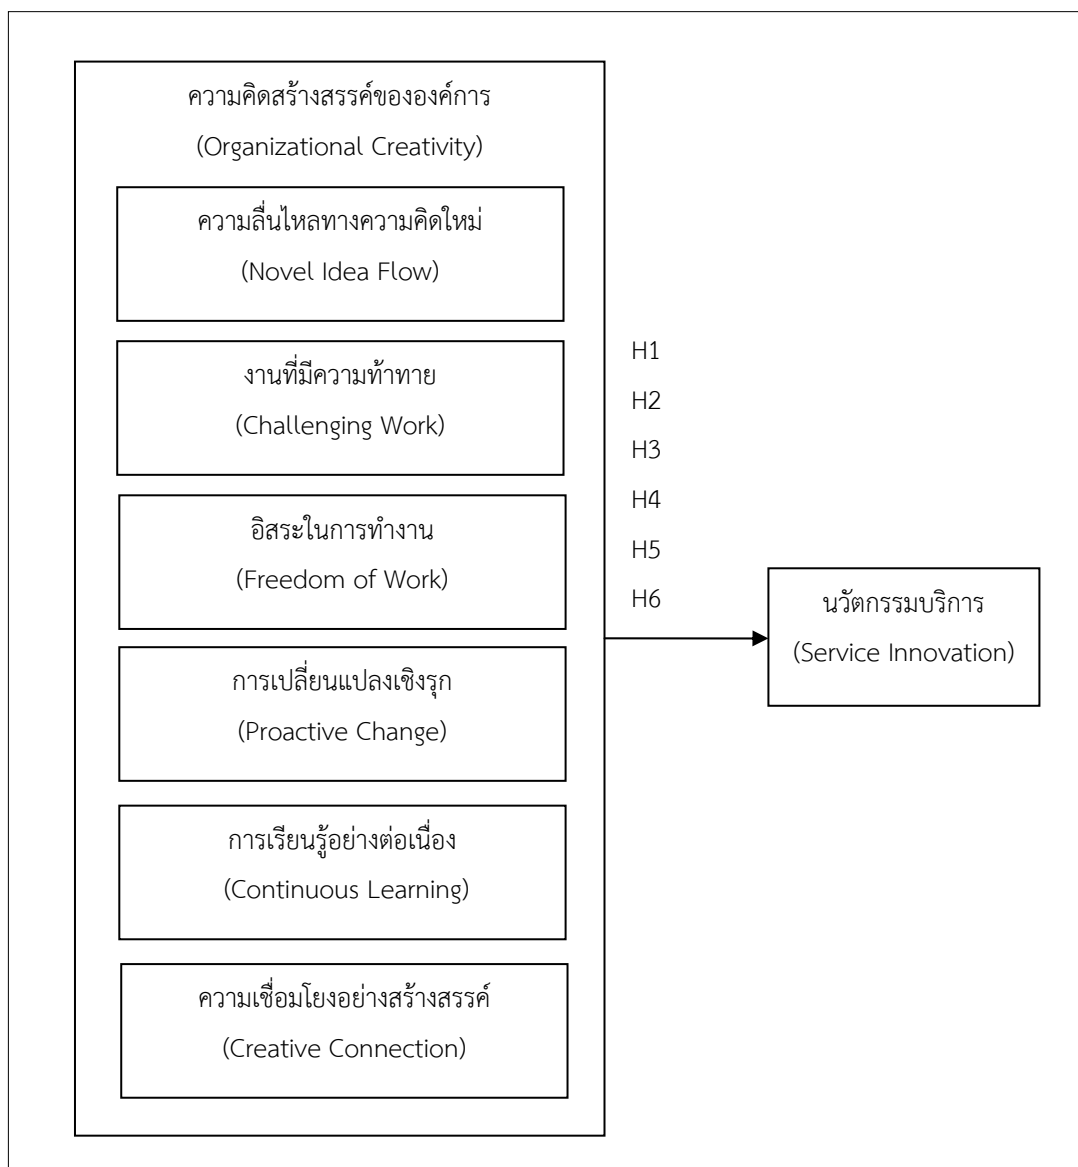 ความคิดสร้างสรรค์ขององค์การ
(Organizational Creativity)
ความลื่นไหลทางความคิดใหม่
(Novel Idea Flow)
งานที่มีความท้าทาย
(Challenging Work)
อิสระในการทำงาน
(Freedom of Work)
การเปลี่ยนแปลงเชิงรุก
(Proactive Change)
การเรียนรู้อย่างต่อเนื่อง
(Continuous Learning)
ความเชื่อมโยงอย่างสร้างสรรค์
(Creative Connection)
H1
H2
H3
H4
H5
H6
นวัตกรรมบริการ
(Service Innovation)